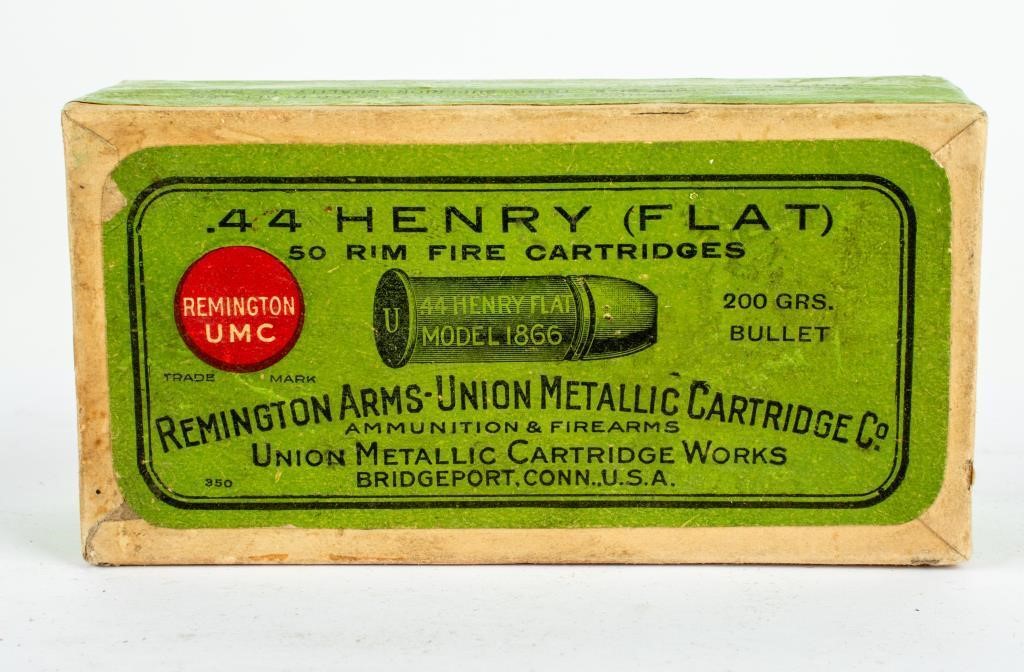 .44 HENRY (FLAT)
50 RIM FIRE CARTRIDGES
REMINGTON
UMC
TRADE MARK
U
44 HENRY FLAT
MODEL 1866
200 GRS.
BULLET
REMINGTON ARMS-UNION METALLIC CARTRIDGE Co.
AMMUNITION & FIREARMS
UNION METALLIC CARTRIDGE WORKS
BRIDGEPORT, CONN., U.S.A.
350